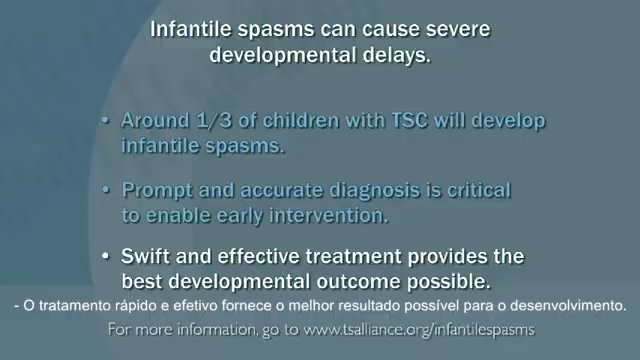 Infantile spasms can cause severe
developmental delays.
• Around 1/3 of children with TSC will develop
infantile spasms.
• Prompt and accurate diagnosis is critical
to enable early intervention.
• Swift and effective treatment provides the
best developmental outcome possible.
- O tratamento rápido e efetivo fornece o melhor resultado possível para o desenvolvimento.
For more information, go to www.tsalliance.org/infantilespasms